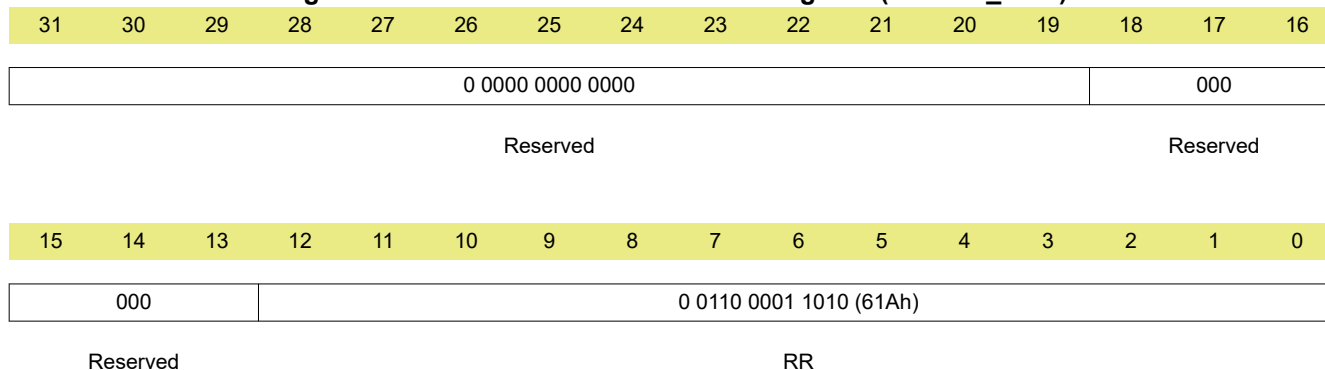 31 30 29 28 27 26 25 24 23 22 21 20 19 18 17 16
0 0000 0000 0000 000
Reserved Reserved
15 14 13 12 11 10 9 8 7 6 5 4 3 2 1 0
000 0 0110 0001 1010 (61Ah)
Reserved RR